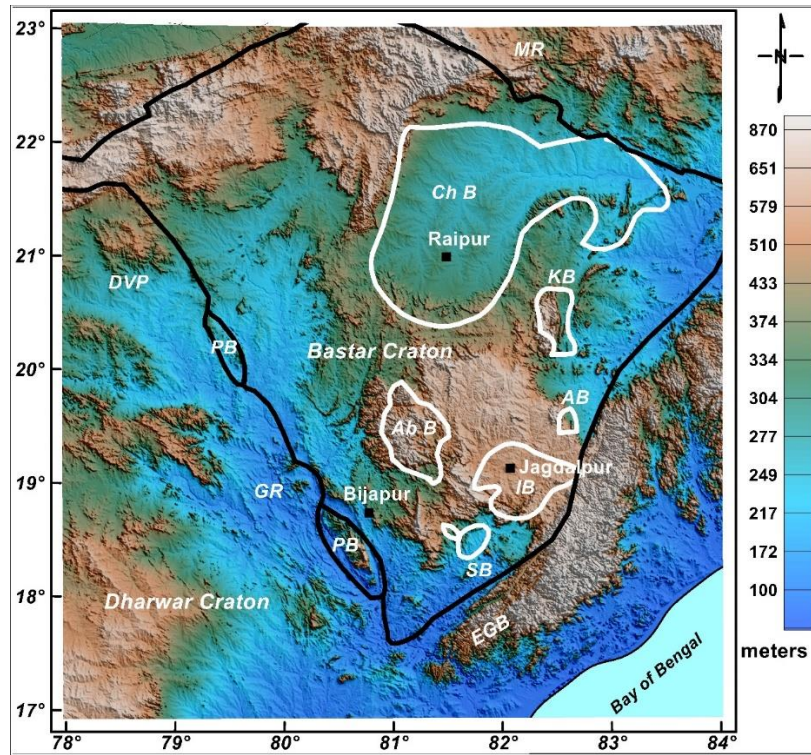 23°
22°
21°
20°
19°
18°
17°
78°
79°
80°
81°
82°
83°
84°
MR
Ch B
Raipur
DVP
KB
PB
Bastar Craton
AB
Ab B
Jagdalpur
IB
GR
Bijapur
PB
SB
Dharwar Craton
EGB
Bay of Bengal
N
870
651
579
510
433
374
334
304
277
249
217
172
100
meters